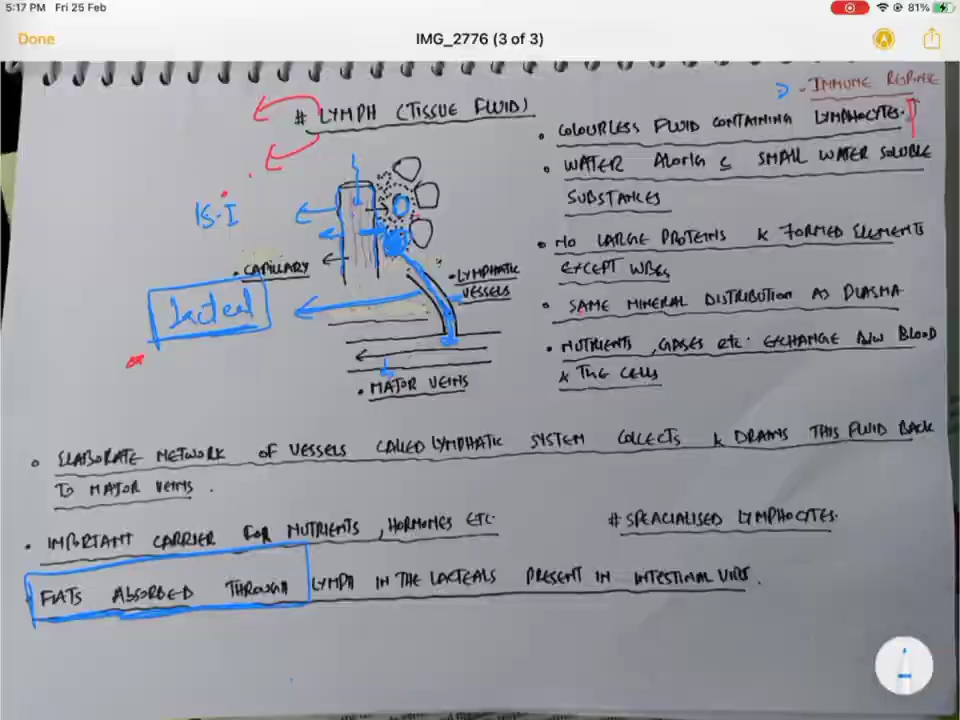 5:17 PM Fri 25 Feb
81%
Done
IMG_2776 (3 of 3)
• IMMUNE RESPONSE
# LYMPH (TISSUE FLUID)
• COLOURLESS FLUID CONTAINING LYMPHOCYTES.
• WATER ALONG C SMALL WATER SOLUBLE
SUBSTANCES
IS-I
• NO LARGE PROTEINS & FORMED ELEMENTS
EXCEPT WBCs
• CAPILLARY
• LYMPHATIC
VESSELS
lacteal
• SAME MINERAL DISTRIBUTION AS PLASMA
• NUTRIENTS, GASES etc. EXCHANGE B/W BLOOD
& THE CELLS
• MAJOR VEINS
• ELABORATE NETWORK OF VESSELS CALLED LYMPHATIC SYSTEM COLLECTS & DRAINS THIS FLUID BACK
TO MAJOR VEINS.
• IMPORTANT CARRIER FOR NUTRIENTS, HORMONES ETC.
# SPEACIALISED LYMPHOCYTES.
• FATS ABSORBED THROUGH LYMPH IN THE LACTEALS PRESENT IN INTESTINAL VILLI.